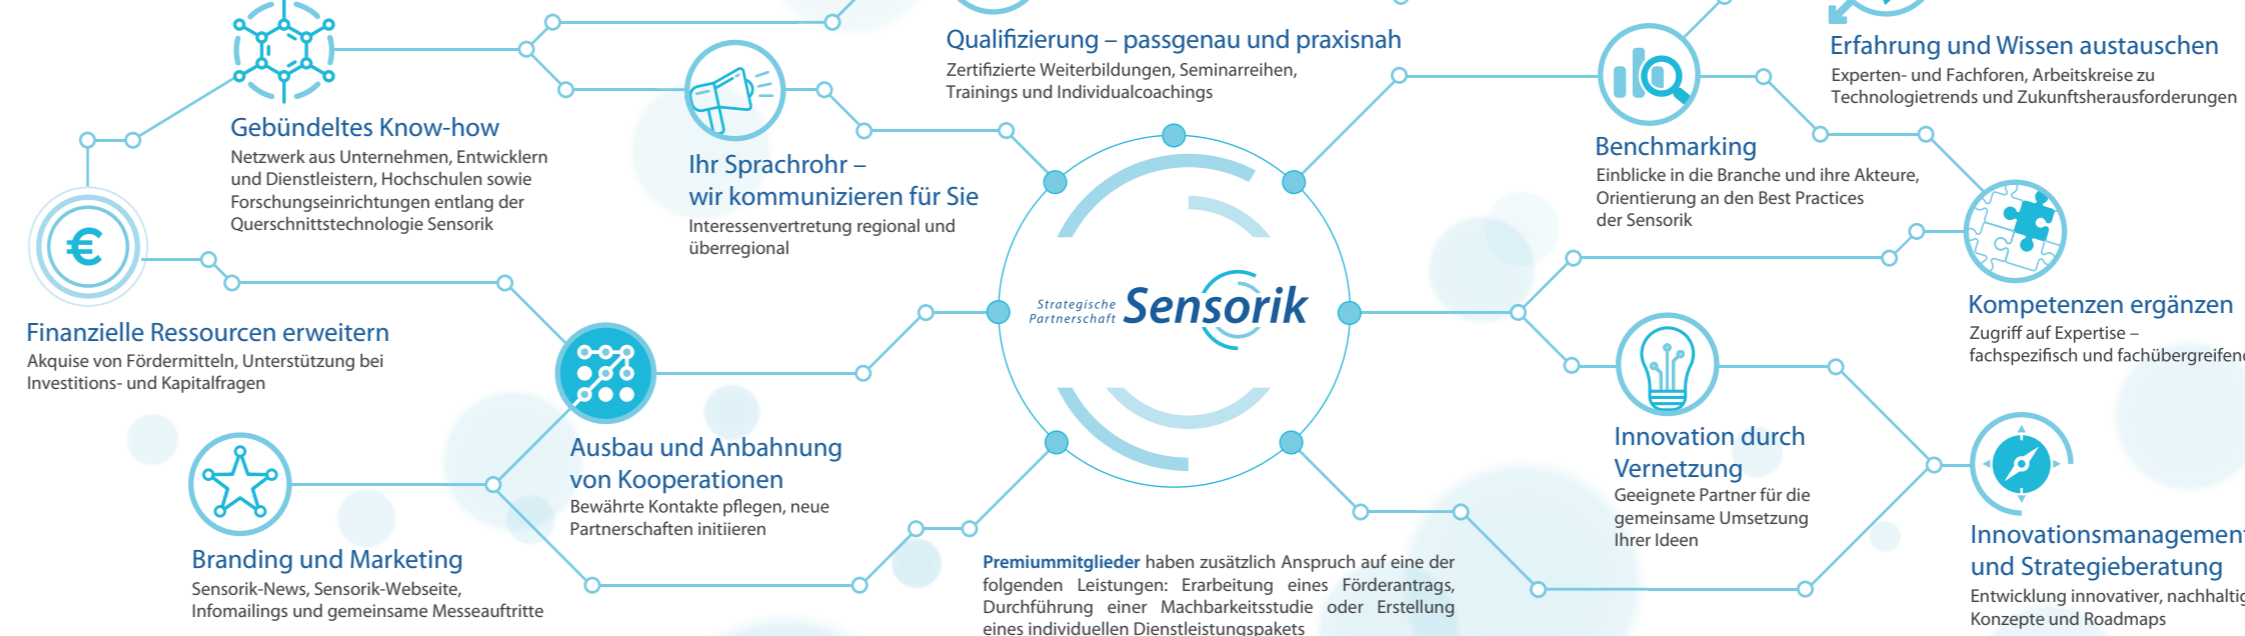 Qualifizierung – passgenau und praxisnah
Zertifizierte Weiterbildungen, Seminarreihen,
Trainings und Individualcoachings
Erfahrung und Wissen austauschen
Experten- und Fachforen, Arbeitskreise zu
Technologietrends und Zukunftsherausforderungen
Gebündeltes Know-how
Netzwerk aus Unternehmen, Entwicklern
und Dienstleistern, Hochschulen sowie
Forschungseinrichtungen entlang der
Querschnittstechnologie Sensorik
Ihr Sprachrohr –
wir kommunizieren für Sie
Interessenvertretung regional und
überregional
Benchmarking
Einblicke in die Branche und ihre Akteure,
Orientierung an den Best Practices
der Sensorik
€
Finanzielle Ressourcen erweitern
Akquise von Fördermitteln, Unterstützung bei
Investitions- und Kapitalfragen
Strategische
Partnerschaft
Sensorik
Kompetenzen ergänzen
Zugriff auf Expertise –
fachspezifisch und fachübergreifend
Ausbau und Anbahnung
von Kooperationen
Bewährte Kontakte pflegen, neue
Partnerschaften initiieren
Innovation durch
Vernetzung
Geeignete Partner für die
gemeinsame Umsetzung
Ihrer Ideen
Branding und Marketing
Sensorik-News, Sensorik-Webseite,
Infomailings und gemeinsame Messeauftritte
Premiummitglieder haben zusätzlich Anspruch auf eine der
folgenden Leistungen: Erarbeitung eines Förderantrags,
Durchführung einer Machbarkeitsstudie oder Erstellung
eines individuellen Dienstleistungspakets
Innovationsmanagement
und Strategieberatung
Entwicklung innovativer,
Konzepte und Roadmaps